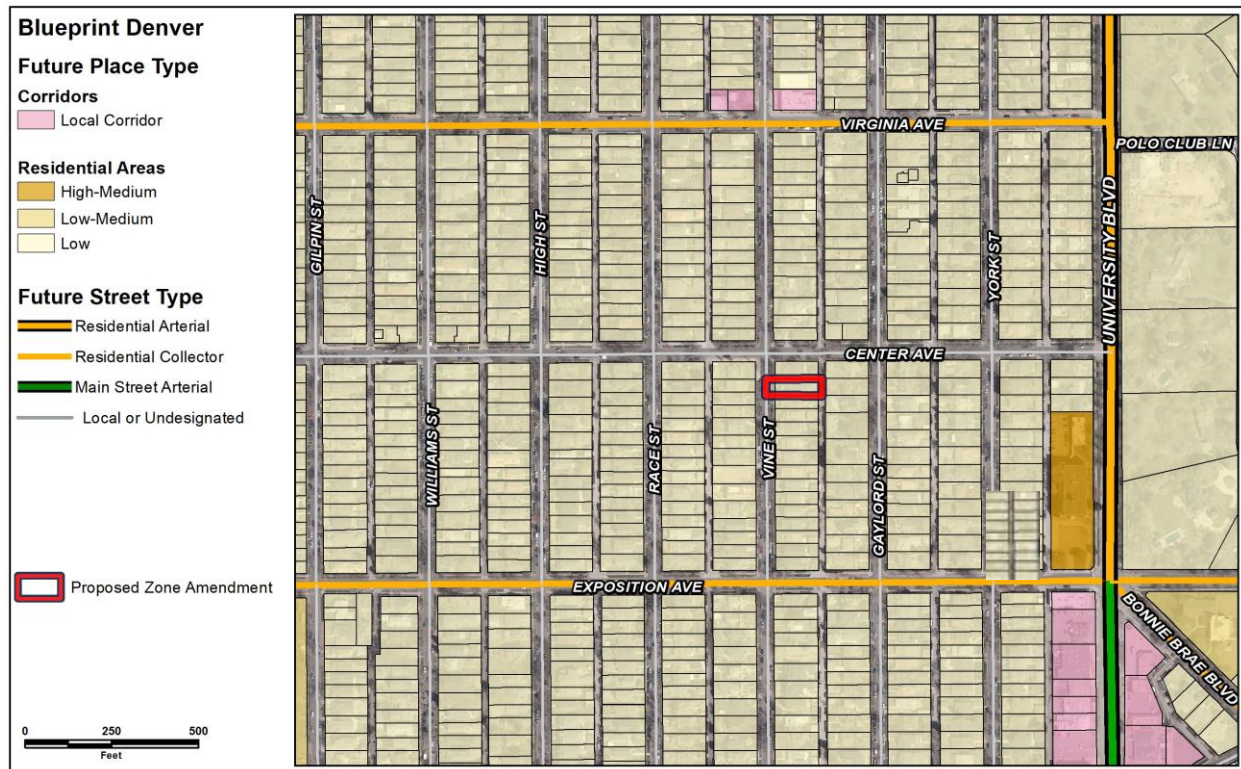 Blueprint Denver
Future Place Type
Corridors
Local Corridor
Residential Areas
High-Medium
Low-Medium
Low
Future Street Type
Residential Arterial
Residential Collector
Main Street Arterial
Local or Undesignated
Proposed Zone Amendment
0 250 500
Feet
VIRGINIA AVE
POLO CLUB LN
GILPIN ST
HIGH ST
YORK ST
UNIVERSITY BLVD
CENTER AVE
WILLIAMS ST
RACE ST
VINE ST
GAYLORD ST
EXPOSITION AVE
BONNIE BRAE BLVD